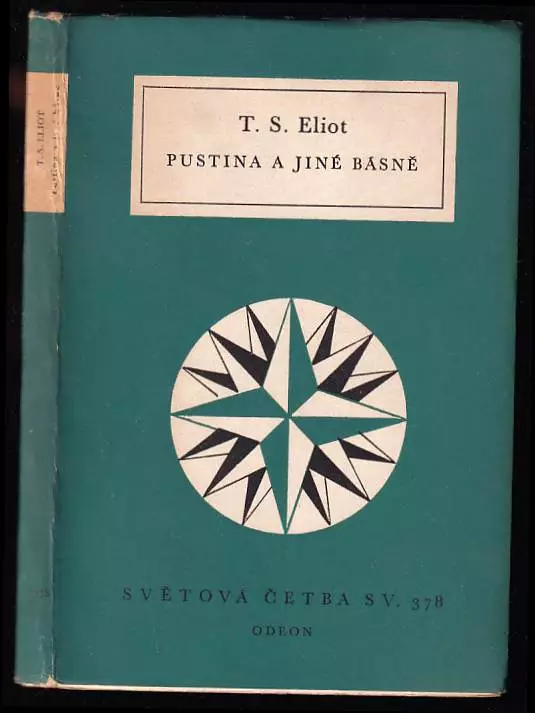 T. S. Eliot
PUSTINA A JINÉ BÁSNĚ
SVĚTOVÁ ČETBA SV. 378
ODEON
T. S. ELIOT